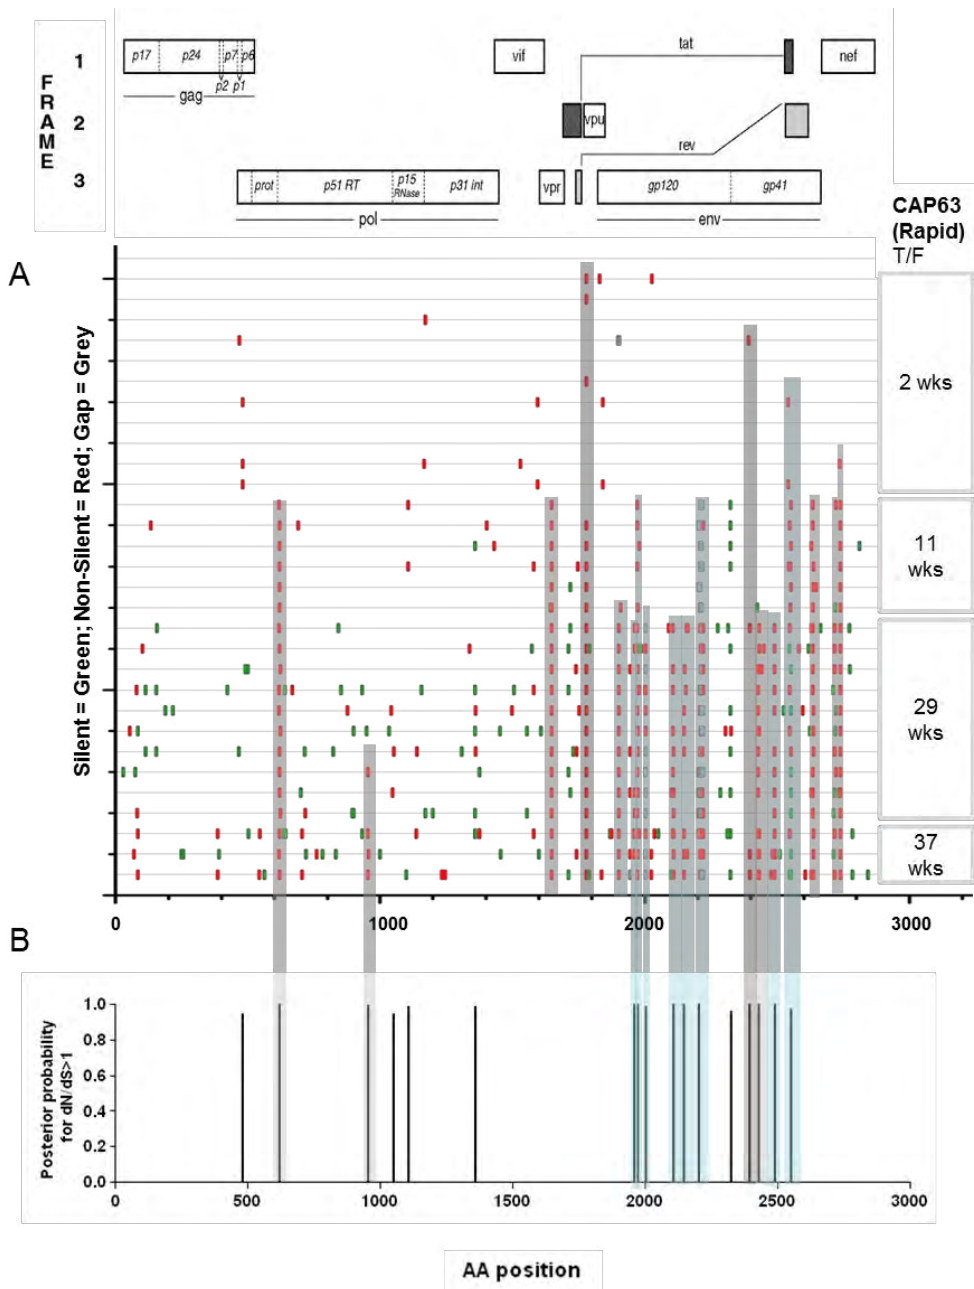 FRAME
1
p17 p24 p7 p6
p2 p1
gag
vif
tat
nef
2
vpu
rev
3
prot p51 RT p15 RNase p31 int
pol
vpr
gp120 gp41
env
CAP63
(Rapid)
T/F
A
Silent = Green; Non-Silent = Red; Gap = Grey
2 wks
11
wks
29
wks
37
wks
0 1000 2000 3000
B
Posterior probability
for dN/dS>1
1.0
0.8
0.6
0.4
0.2
0.0
0 500 1000 1500 2000 2500 3000
AA position